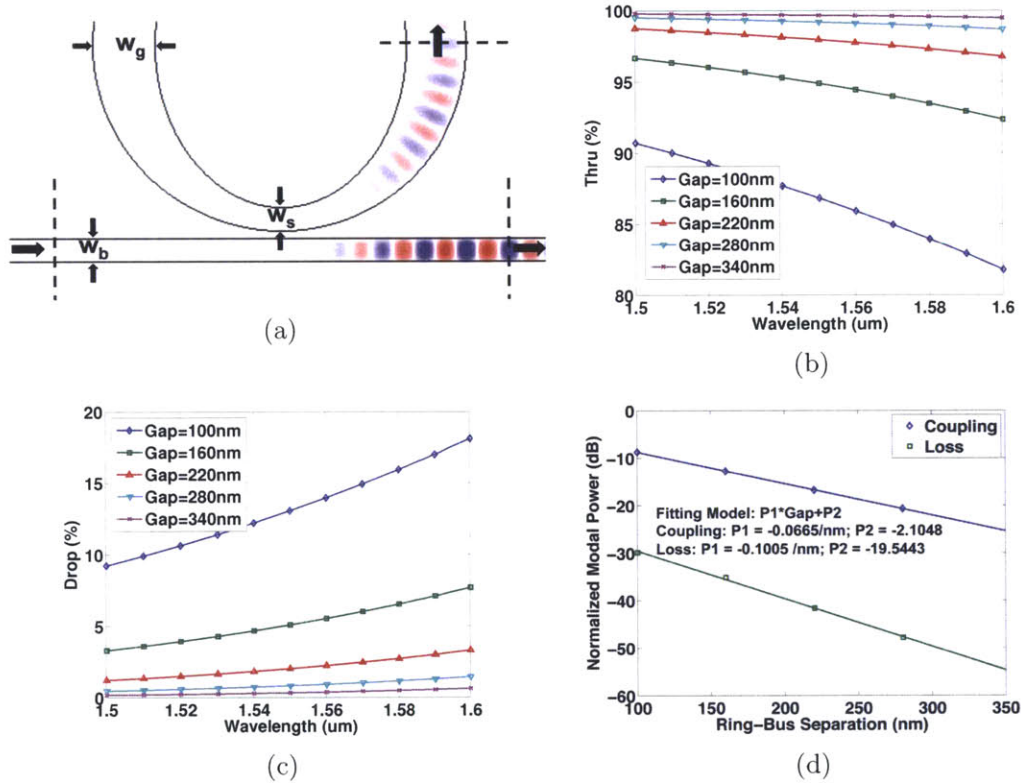 Wg
Ws
Wb
(a)
100
95
90
85
80
Thru (%)
Gap=100nm
Gap=160nm
Gap=220nm
Gap=280nm
Gap=340nm
1.5 1.52 1.54 1.56 1.58 1.6
Wavelength (um)
(b)
20
15
10
5
0
Drop (%)
Gap=100nm
Gap=160nm
Gap=220nm
Gap=280nm
Gap=340nm
1.5 1.52 1.54 1.56 1.58 1.6
Wavelength (um)
(c)
0
−10
−20
−30
−40
−50
−60
Normalized Modal Power (dB)
Coupling
Loss
Fitting Model: P1*Gap+P2
Coupling: P1 = -0.0665/nm; P2 = -2.1048
Loss: P1 = -0.1005 /nm; P2 = -19.5443
100 150 200 250 300 350
Ring−Bus Separation (nm)
(d)